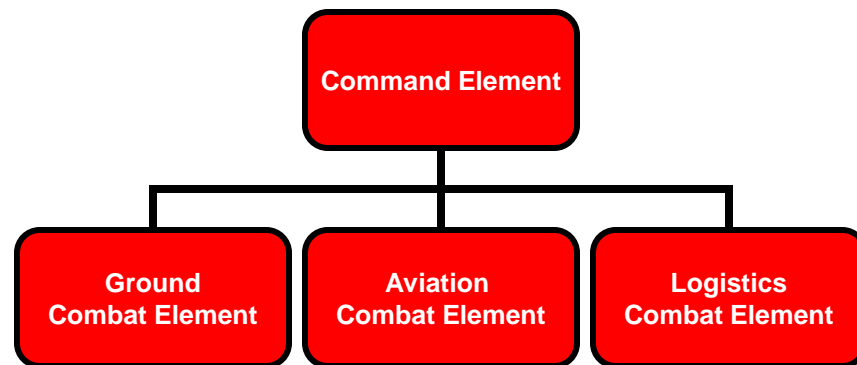 Command Element
Ground
Combat Element
Aviation
Combat Element
Logistics
Combat Element